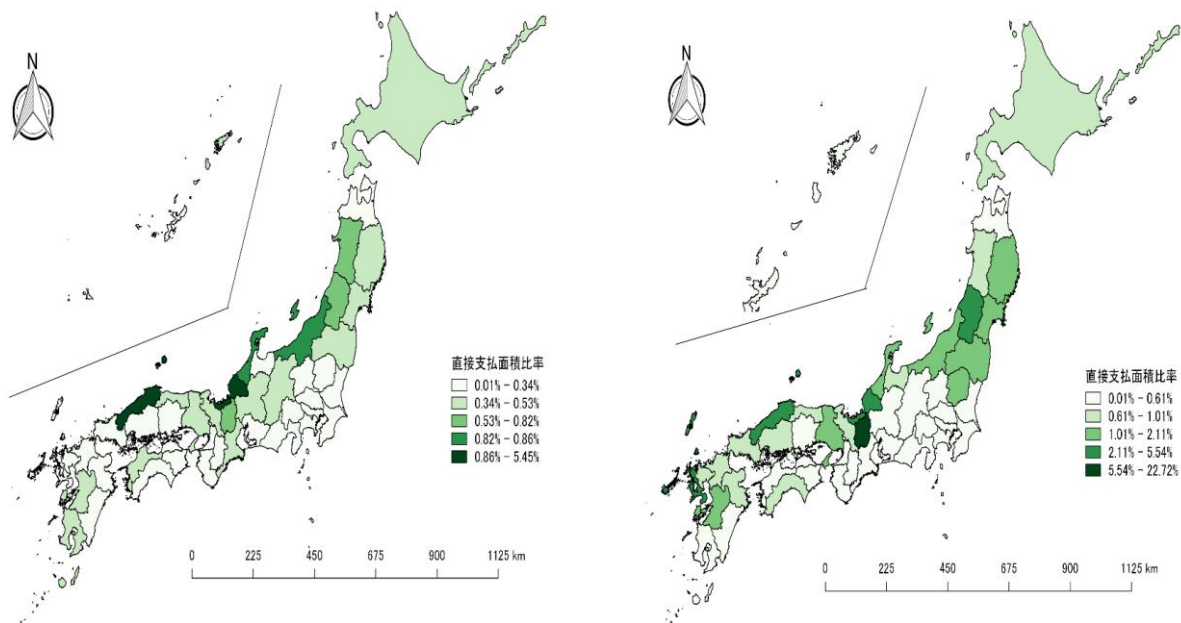 N
直接支払面積比率
0.01% - 0.34%
0.34% - 0.53%
0.53% - 0.82%
0.82% - 0.86%
0.86% - 5.45%
0 225 450 675 900 1125 km
N
直接支払面積比率
0.01% - 0.61%
0.61% - 1.01%
1.01% - 2.11%
2.11% - 5.54%
5.54% - 22.72%
0 225 450 675 900 1125 km